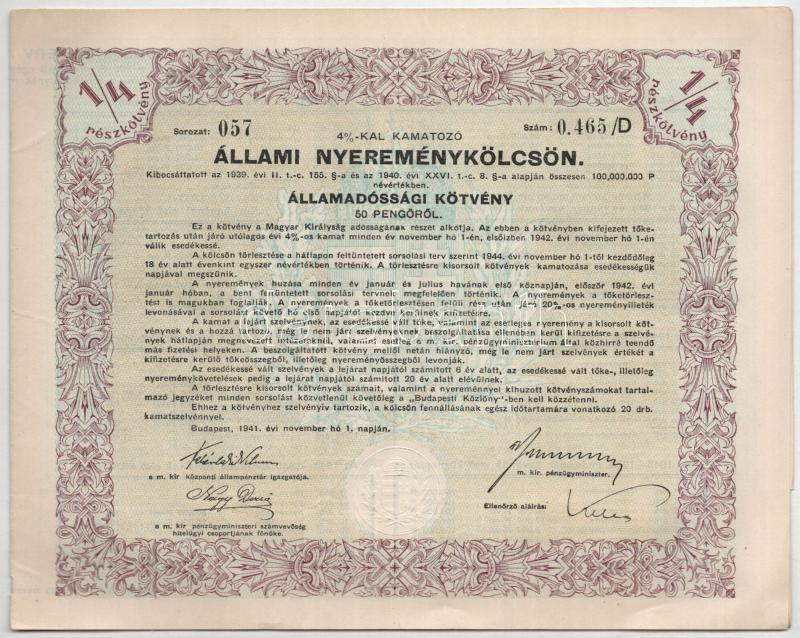 1/4
részkötvény
1/4
részkötvény
Sorozat: 057
Szám: 0.465/D
4%-KAL KAMATOZÓ
ÁLLAMI NYEREMÉNYKÖLCSÖN.
Kibocsáttatott az 1939. évi II. t.-c. 155. §-a és az 1940. évi XXVI. t.-c. 8. §-a alapján összesen 100,000.000 P
névértékben.
ÁLLAMADÓSSÁGI KÖTVÉNY
50 PENGŐRŐL.
Ez a kötvény a Magyar Királyság adósságának részét alkotja. Az ebben a kötvényben kifejezett tőke-
tartozás után járó utólagos évi 4%-os kamat minden év november hó 1-én, elsőízben 1942. évi november hó 1-én
válik esedékessé.
A kölcsön törlesztése a hátlapon feltüntetett sorsolási terv szerint 1944. évi november hó 1-től kezdődőleg
18 év alatt évenkint egyszer névértékben történik. A törlesztésre kisorsolt kötvények kamatozása esedékességük
napjával megszünik.
A nyeremények huzása minden év január és julius havának első köznapján, először 1942. évi
január hóban, a bent feltüntetett sorsolási tervnek megfelelően történik. A nyeremények a tőketörlesz-
tést is magukban foglalják. A nyeremények a tőketörlesztésen felüli rész után járó 20%-os nyereményilleték
levonásával a sorsolást követő hó első napjától kezdve kerülnek kifizetésre.
A kamat a lejárt szelvénynek, az esedékessé vált tőke, valamint az esetleges nyeremény a kisorsolt köt-
vénynek és a hozzá tartozó, még le nem járt szelvényeknek beszolgáltatása ellenében kerül kifizetésre a szelvé-
nyek hátlapján megnevezett intézeteknél, valamint esetleg a m. kir. pénzügyminisztérium által közhirré teendő
más fizetési helyeken. A beszolgáltatott kötvény mellől netán hiányzó, még le nem járt szelvények értékét a
kifizetésre kerülő tőkeösszegből, illetőleg nyereményösszegből levonják.
Az esedékessé vált szelvények a lejárat napjától számított 6 év alatt, az esedékessé vált tőke-, illetőleg
nyereménykövetelések pedig a lejárat napjától számított 20 év alatt elévülnek.
A törlesztésre kisorsolt kötvények számait, valamint a nyereménnyel kihuzott kötvényszámokat tartal-
mazó jegyzéket minden sorsolást közvetlenül követőleg a „Budapesti Közlöny"-ben kell közzétenni.
Ehhez a kötvényhez szelvényív tartozik, a kölcsön fennállásának egész időtartamára vonatkozó 20 drb.
kamatszelvénnyel.
Budapest, 1941. évi november hó 1. napján.
a m. kir. központi állampénztár igazgatója.
m. kir. pénzügyminiszter.
Nagy
Ellenőrző aláírás:
a m. kir. pénzügyminiszteri számvevőség
hitelügyi csoportjának főnöke.
darabanth